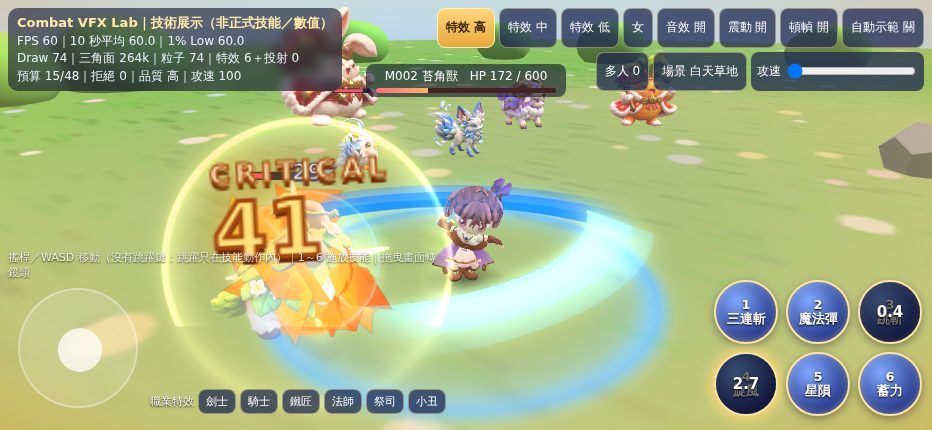 Combat VFX Lab｜技術展示（非正式技能／數值）
FPS 60｜10 秒平均 60.0｜1% Low 60.0
Draw 74｜三角面 264k｜粒子 74｜特效 6＋投射 0
預算 15/48｜拒絕 0｜品質 高｜攻速 100
特效 高
特效 中
特效 低
女
音效 開
震動 開
頓幀 開
自動示範 關
多人 0
場景 白天草地
攻速
M002 苔角獸 HP 172 / 600
CRITICAL
41
搖桿／WASD 移動（沒有跳躍鍵；跳躍只在技能動作內）｜1～6 施放技能｜拖曳畫面轉
鏡頭
1
三連斬
2
魔法彈
0.4
2.7
5
星隕
6
蓄力
職業特效
劍士
騎士
鐵匠
法師
祭司
小丑